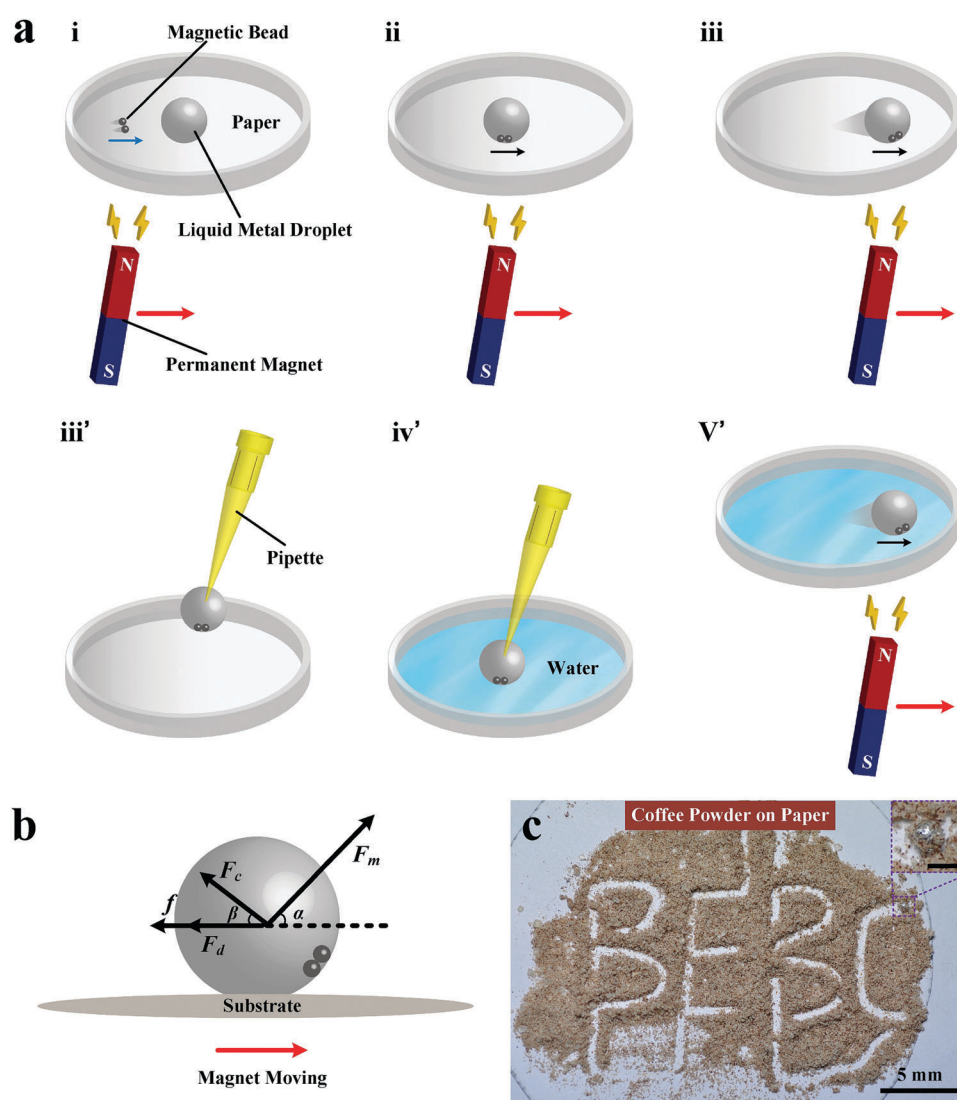 a
i
ii
iii
Magnetic Bead
Paper
Liquid Metal Droplet
N
N
N
S
S
S
Permanent Magnet
iii’
iv’
V’
Pipette
Water
N
S
b
F_m
F_c
f
β
α
F_d
Substrate
Magnet Moving
c
Coffee Powder on Paper
5 mm